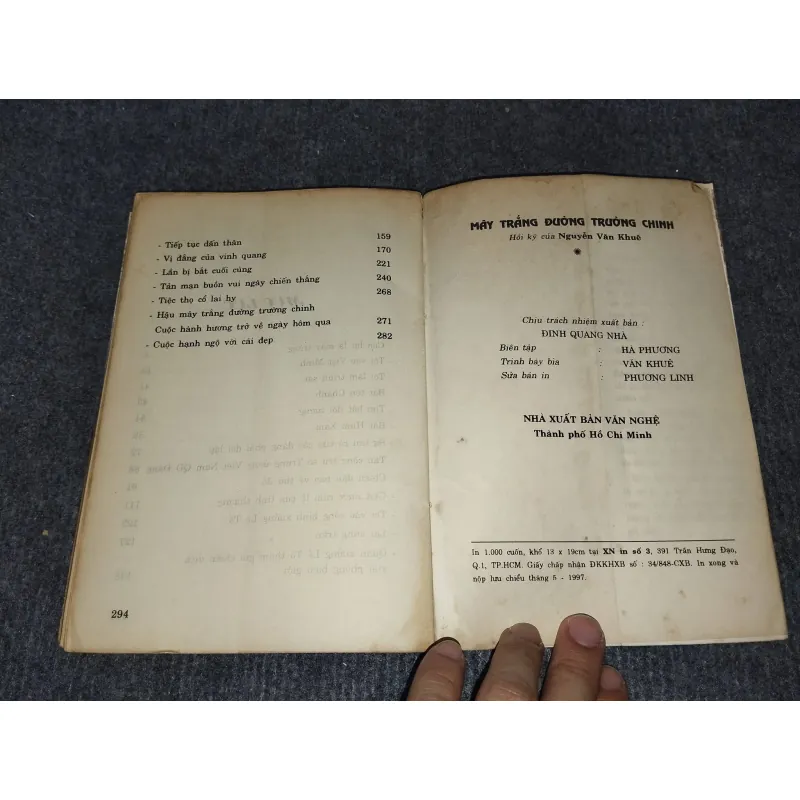 - Tiếp tục dấn thân 159
- Vị đắng của vinh quang 170
- Lần bị bắt cuối cùng 221
- Tản mạn buồn vui ngày chiến thắng 240
- Tiệc thọ cổ lai hy 268
- Hậu mây trắng đường trường chinh
Cuộc hành hương trở về ngày hôm qua 271
- Cuộc hạnh ngộ với cái đẹp 282
294
MÂY TRẮNG ĐƯỜNG TRƯỜNG CHINH
Hồi ký của Nguyễn Văn Khuê
Chịu trách nhiệm xuất bản :
ĐINH QUANG NHÃ
Biên tập : HÀ PHƯƠNG
Trình bày bìa : VĂN KHUÊ
Sửa bản in : PHƯƠNG LINH
NHÀ XUẤT BẢN VĂN NGHỆ
Thành phố Hồ Chí Minh
In 1.000 cuốn, khổ 13 x 19cm tại XN in số 3, 391 Trần Hưng Đạo,
Q.1, TP.HCM. Giấy chấp nhận ĐKKHXB số : 34/848-CXB. In xong và
nộp lưu chiểu tháng 5 - 1997.